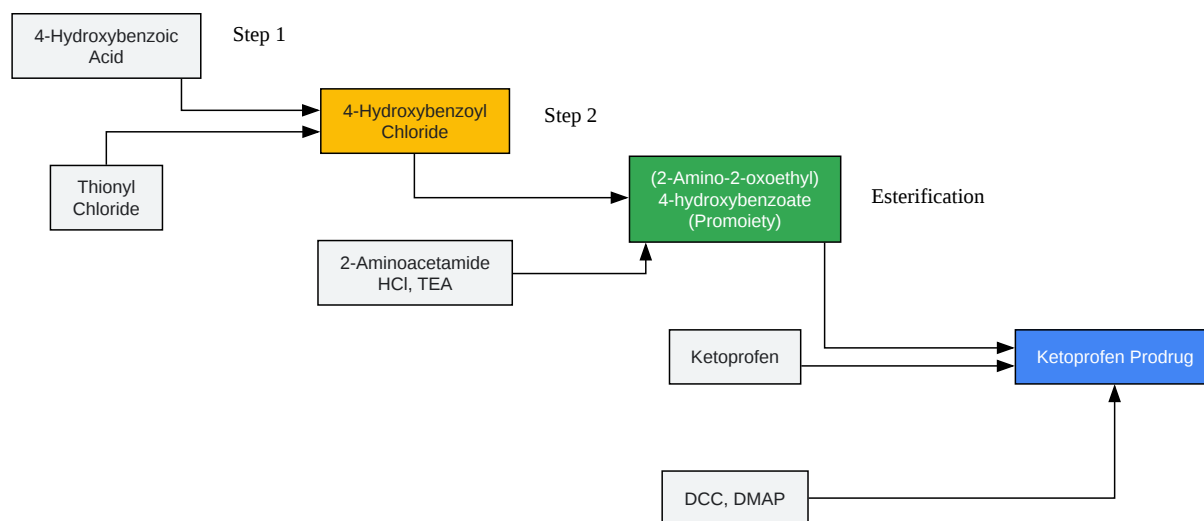 4-Hydroxybenzoic
Acid
Step 1
4-Hydroxybenzoyl
Chloride
Step 2
Thionyl
Chloride
(2-Amino-2-oxoethyl)
4-hydroxybenzoate
(Promoiety)
Esterification
2-Aminoacetamide
HCl, TEA
Ketoprofen
Ketoprofen Prodrug
DCC, DMAP